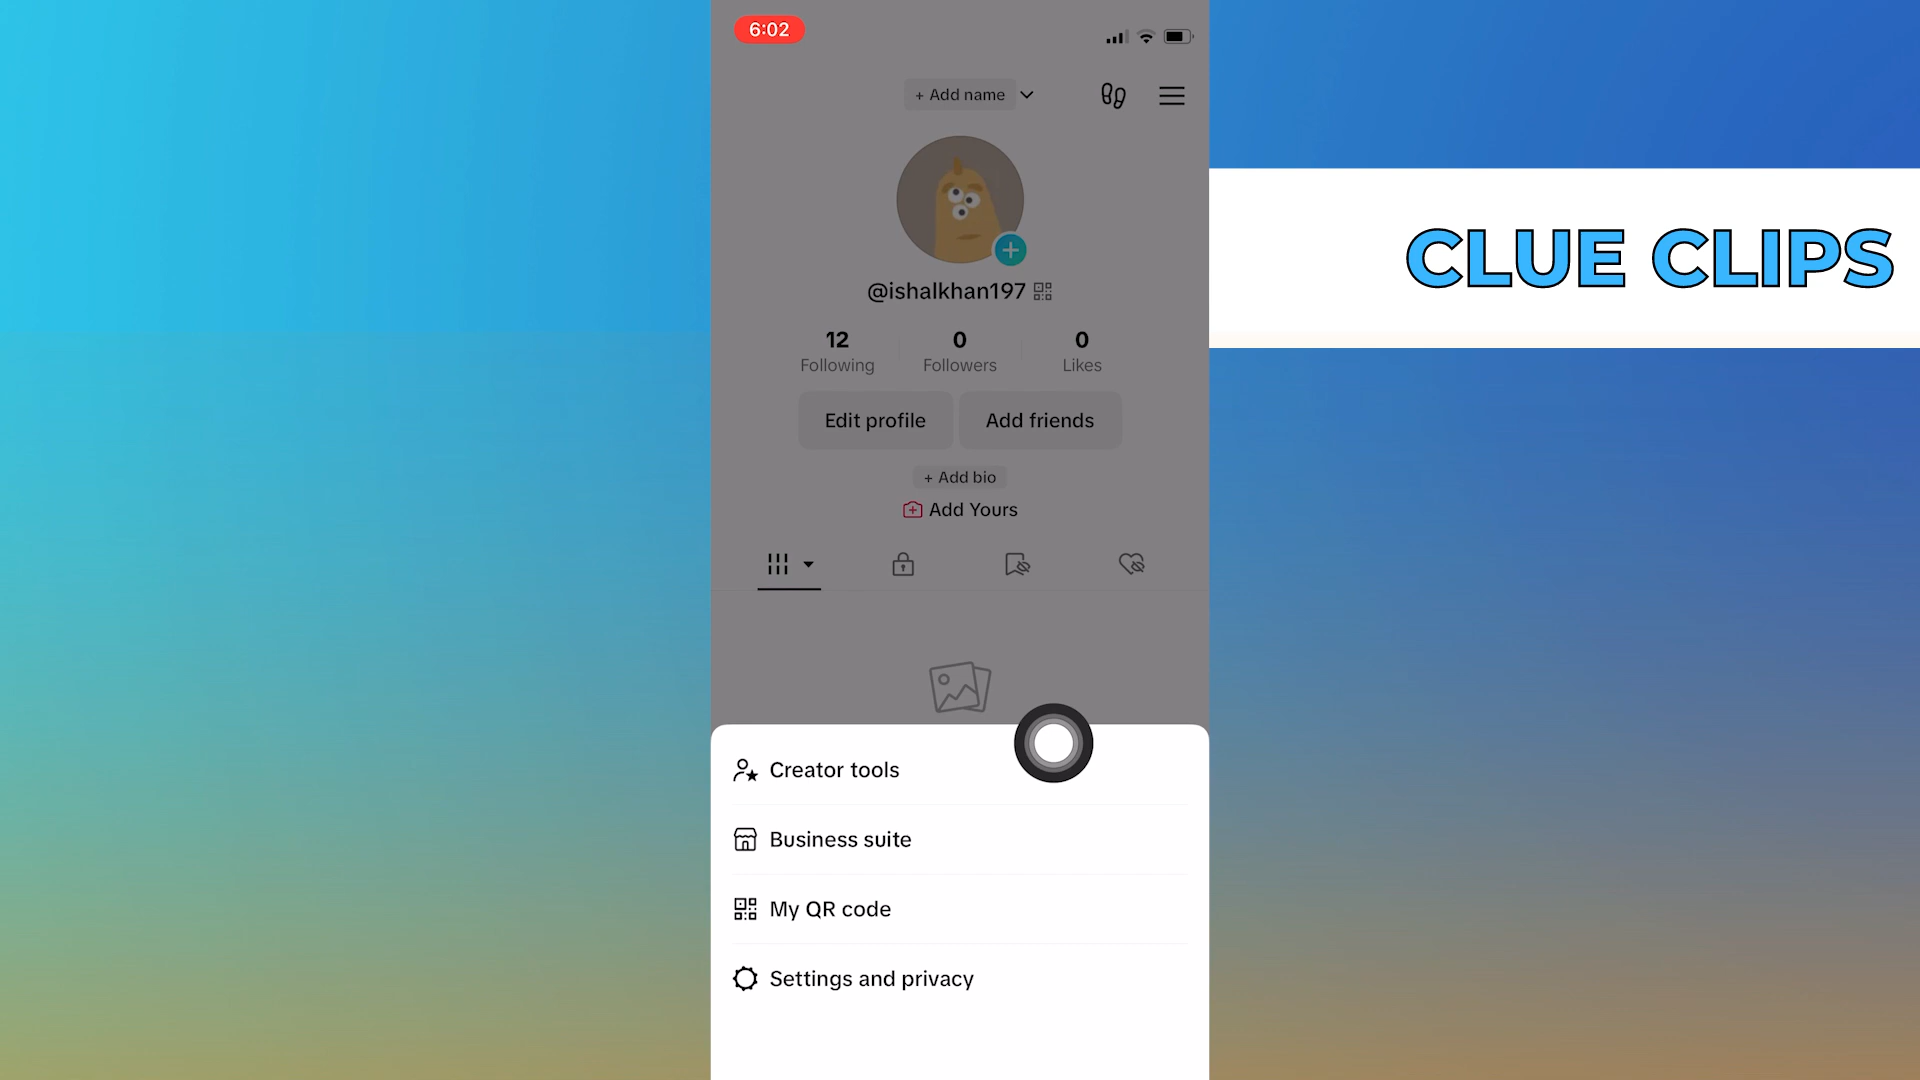 6:02
+ Add name
CLUE CLIPS
@ishalkhan197
12 0 0
Following Followers Likes
Edit profile Add friends
+ Add bio
Add Yours
Creator tools
Business suite
My QR code
Settings and privacy